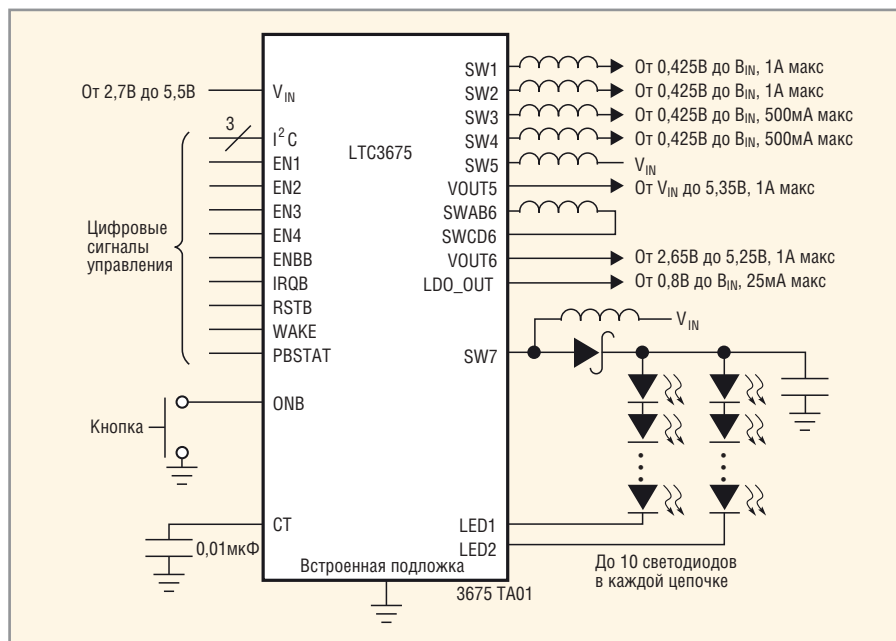 От 2,7В до 5,5В
V_IN
3
I²C
EN1
EN2
EN3
EN4
ENBB
IRQB
RSTB
WAKE
PBSTAT
Цифровые
сигналы
управления
Кнопка
ONB
CT
0,01мкФ
LTC3675
Встроенная подложка
3675 TA01
SW1
От 0,425В до В_IN, 1А макс
SW2
От 0,425В до В_IN, 1А макс
SW3
От 0,425В до В_IN, 500мА макс
SW4
От 0,425В до В_IN, 500мА макс
SW5
V_IN
VOUT5
От V_IN до 5,35В, 1А макс
SWAB6
SWCD6
VOUT6
От 2,65В до 5,25В, 1А макс
LDO_OUT
От 0,8В до В_IN, 25мА макс
V_IN
SW7
LED1
LED2
До 10 светодиодов
в каждой цепочке